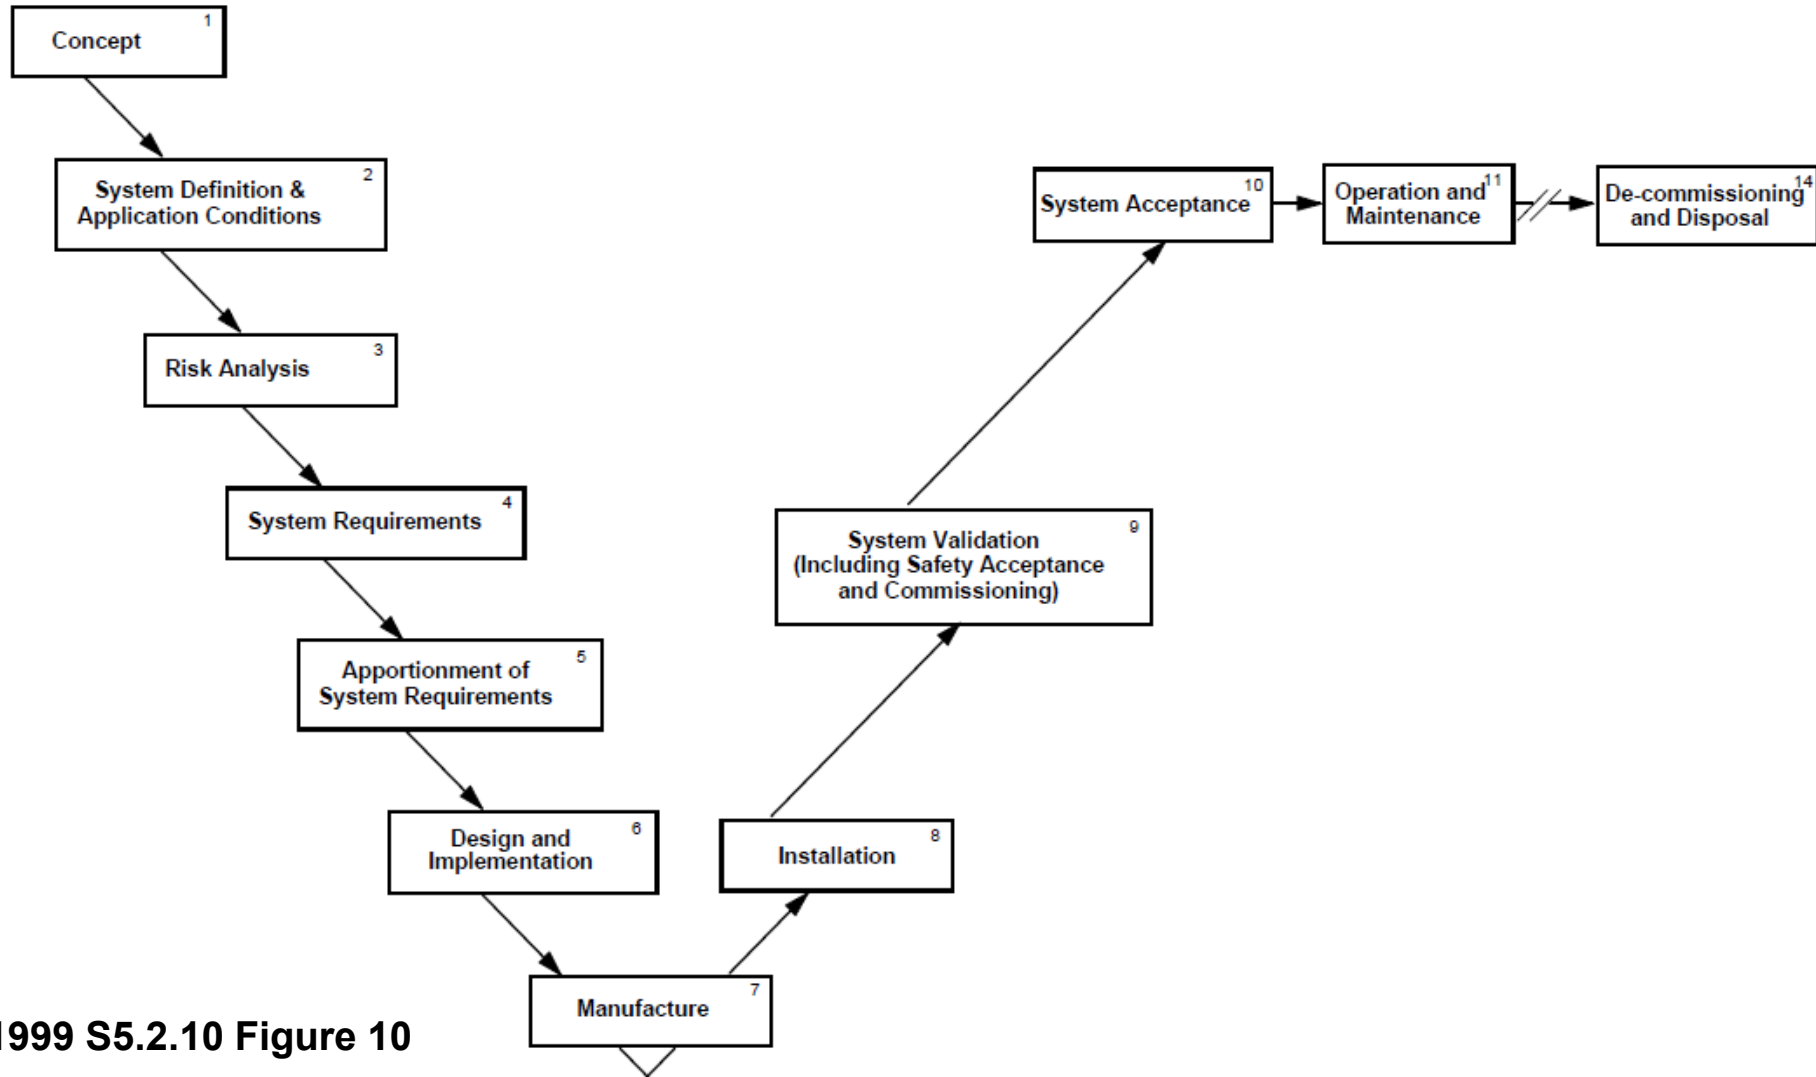 Concept
1
System Definition &
Application Conditions
2
Risk Analysis
3
System Requirements
4
Apportionment of
System Requirements
5
Design and
Implementation
6
Manufacture
7
Installation
8
System Validation
(Including Safety Acceptance
and Commissioning)
9
System Acceptance
10
Operation and
Maintenance
11
De-commissioning
and Disposal
14
1999 S5.2.10 Figure 10